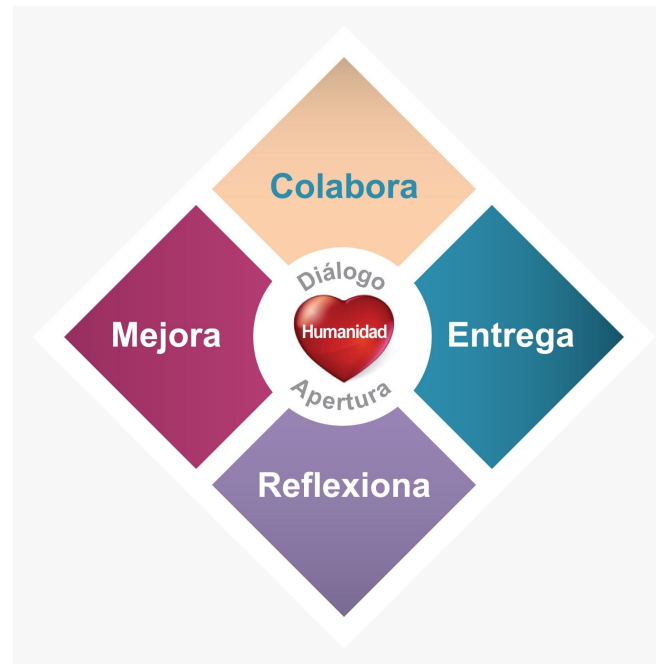 Colabora
Diálogo
Mejora
Humanidad
Entrega
Apertura
Reflexiona